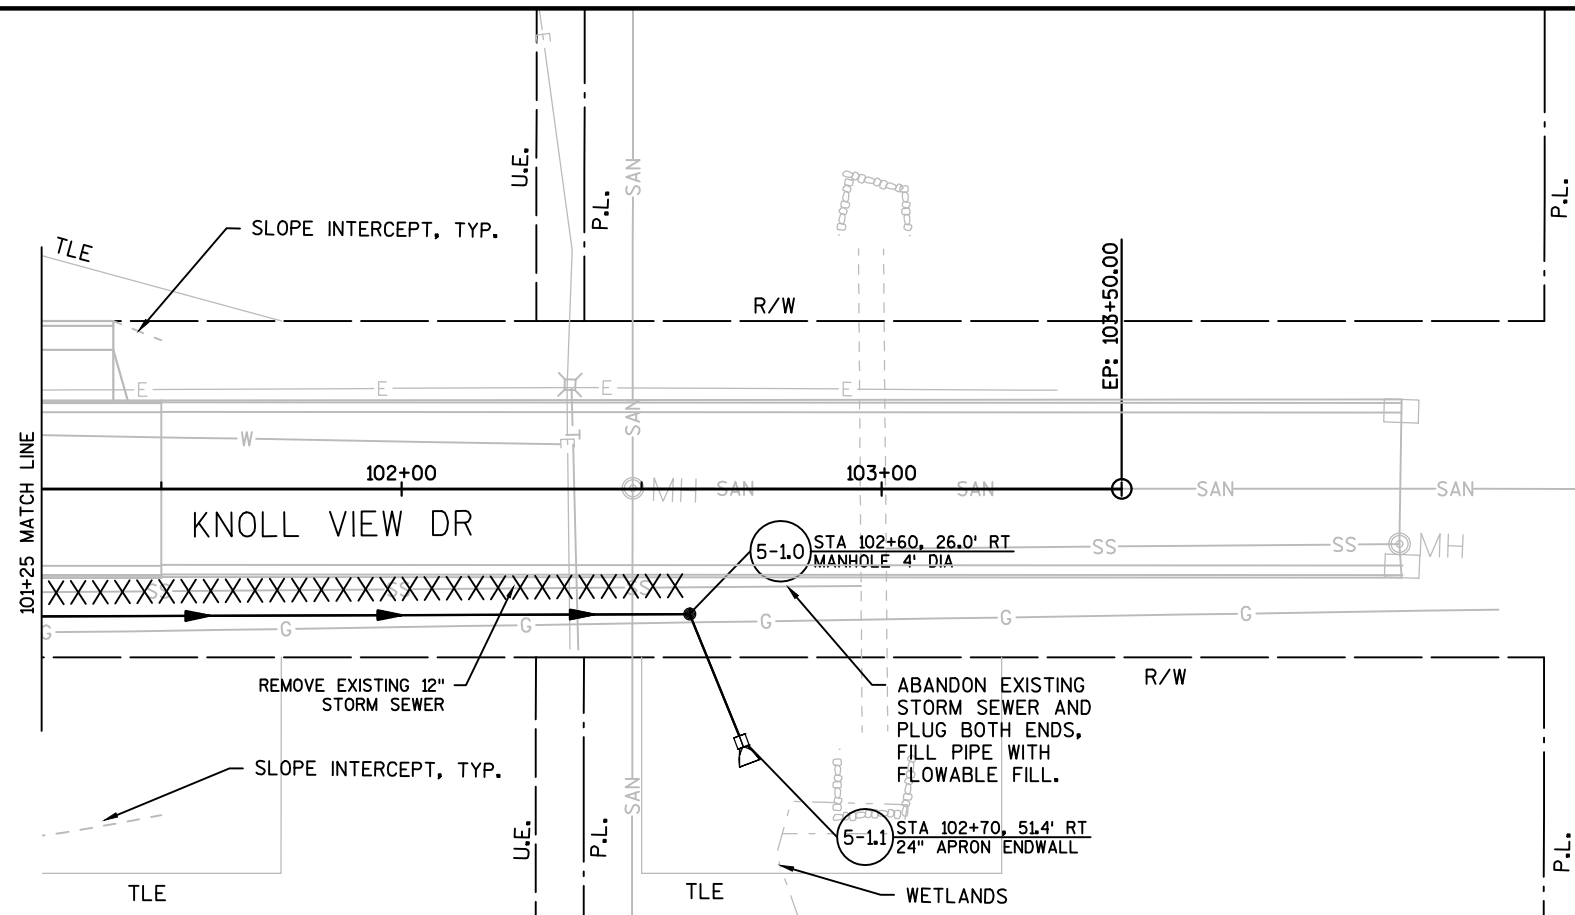 E
U.E.
P.L.
SAN
P.L.
SLOPE INTERCEPT, TYP.
TLE
R/W
EP: 103+50.00
E
E
E
E
SAN
W
T
E
101+25 MATCH LINE
102+00
103+00
MH
SAN
SAN
SAN
SAN
KNOLL VIEW DR
5-1.0
STA 102+60, 26.0' RT
MANHOLE 4' DIA
SS
SS
MH
SS
SS
SS
G
G
G
G
G
G
REMOVE EXISTING 12"
STORM SEWER
R/W
ABANDON EXISTING
STORM SEWER AND
PLUG BOTH ENDS,
FILL PIPE WITH
FLOWABLE FILL.
SLOPE INTERCEPT, TYP.
SAN
U.E.
P.L.
5-1.1
STA 102+70, 51.4' RT
24" APRON ENDWALL
P.L.
TLE
TLE
WETLANDS